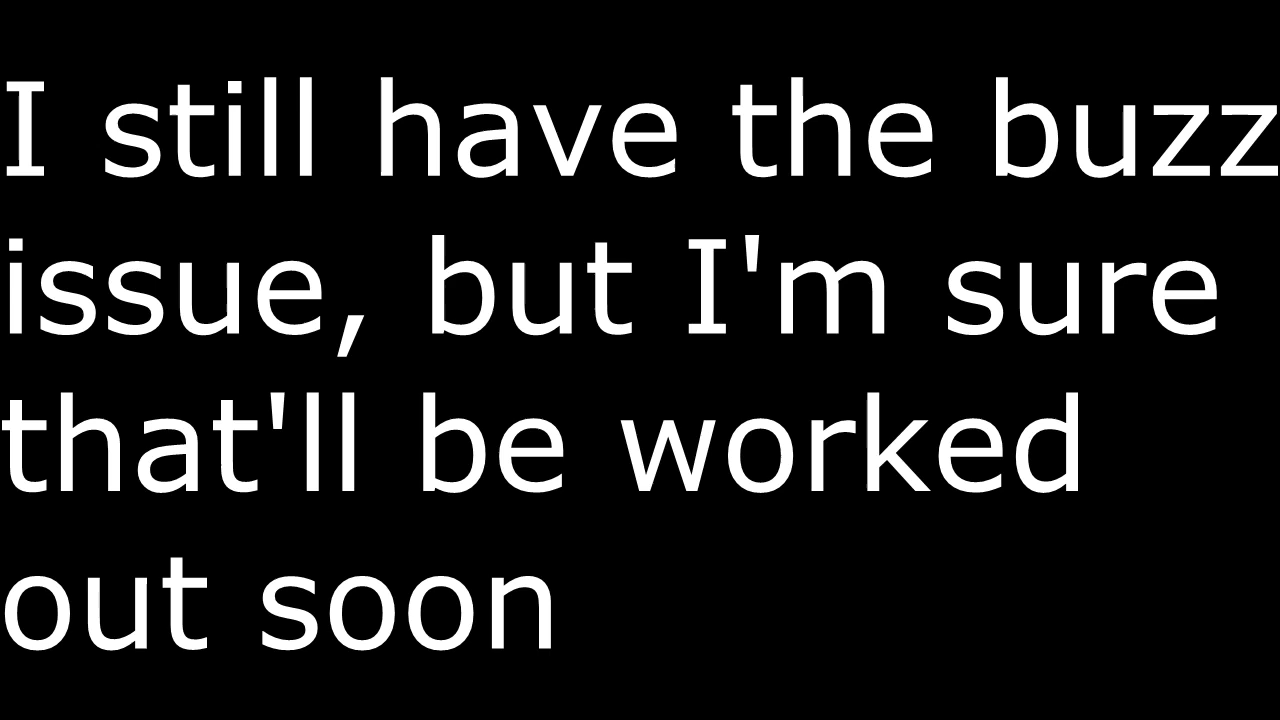 I still have the buzz
issue, but I'm sure
that'll be worked
out soon